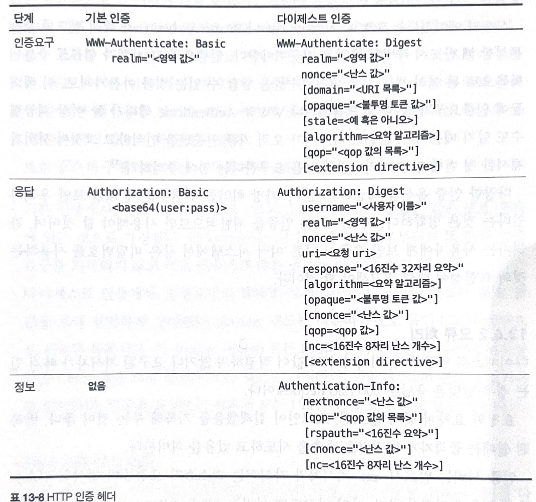 단계 기본 인증 다이제스트 인증
인증요구 WWW-Authenticate: Basic WWW-Authenticate: Digest
realm="<영역 값>" realm="<영역 값>"
nonce="<난스 값>"
[domain="<URI 목록>"]
[opaque="<불투명 토큰 값>"]
[stale=<예 혹은 아니오>]
[algorithm=<요약 알고리즘>]
[qop="<qop 값의 목록>"]
[<extension directive>]
응답 Authorization: Basic Authorization: Digest
<base64(user:pass)> username="<사용자 이름>"
realm="<영역 값>"
nonce="<난스 값>"
uri=<요청 uri>
response="<16진수 32자리 요약>"
[algorithm=<요약 알고리즘>]
[opaque="<불투명 토큰 값>"]
[cnonce="<난스 값>"]
[qop=<qop 값>]
[nc=<16진수 8자리 난스 개수>]
[<extension directive>]
정보 없음 Authentication-Info:
nextnonce="<난스 값>"
[qop="<qop 값의 목록>"]
[rspauth="<16진수 요약>"]
[cnonce="<난스 값>"]
[nc=<16진수 8자리 난스 개수>]
표 13-8 HTTP 인증 헤더